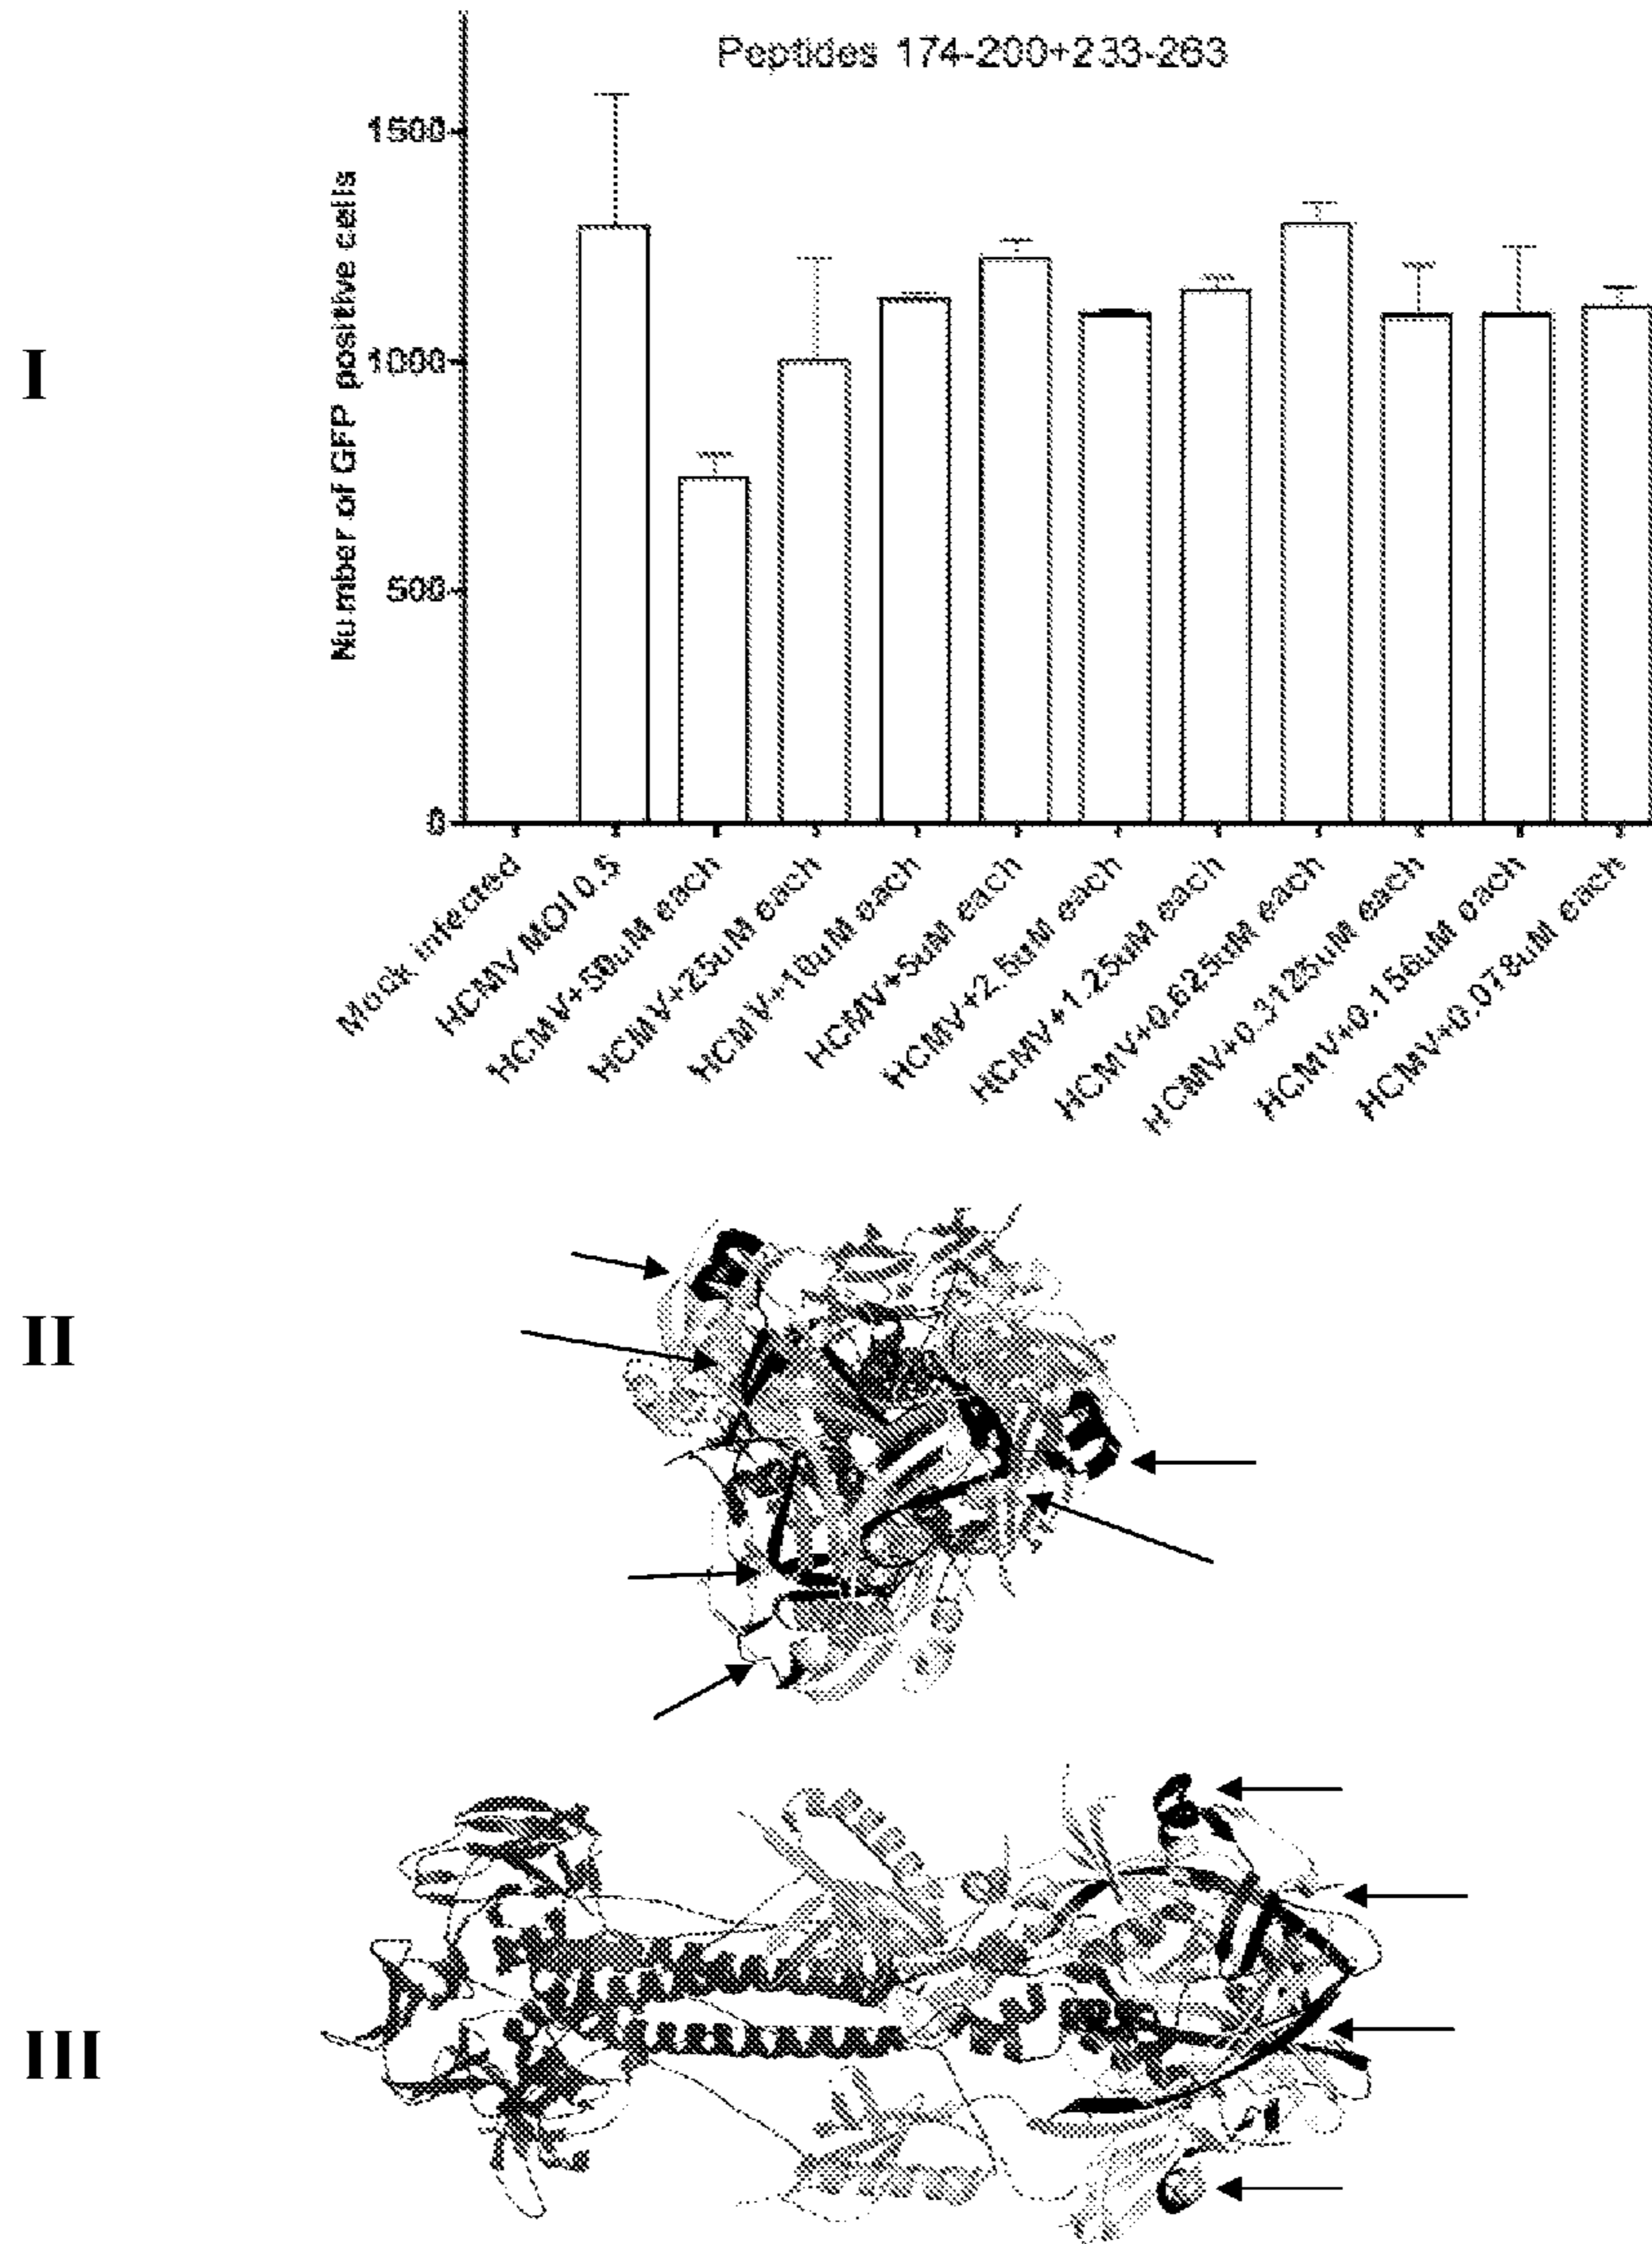 Peptides 174-200+233-263
Number of GFP positive cells
1500
1000
500
0
Mock infected
HCMV MOI 0.5
HCMV+50uM each
HCMV+25uM each
HCMV+10uM each
HCMV+5uM each
HCMV+2.5uM each
HCMV+1.25uM each
HCMV+0.625uM each
HCMV+0.3125uM each
HCMV+0.156uM each
HCMV+0.078uM each
I
II
III